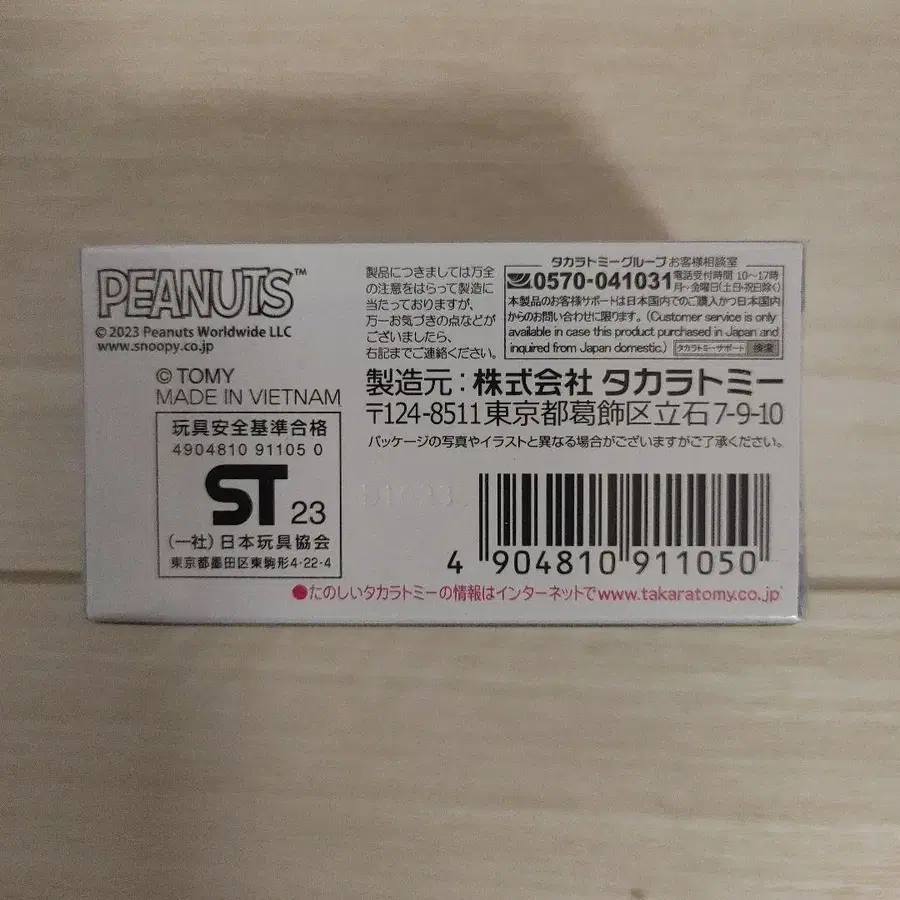 PEANUTS™
© 2023 Peanuts Worldwide LLC
www.snoopy.co.jp
© TOMY
MADE IN VIETNAM
玩具安全基準合格
4904810 91105 0
ST 23
(一社)日本玩具協会
東京都墨田区東駒形4-22-4
製品につきましては万全
の注意をはらって製造に
当たっておりますが、
万一お気づきの点などが
ございましたら、
右記までご連絡ください。
タカラトミーグループ お客様相談室
0570-041031 電話受付時間 10~17時
月~金曜日(土日・祝日除く)
本製品のお客様サポートは日本国内でのご購入かつ日本国内
からのお問い合わせに限ります。(Customer service is only
available in case this product purchased in Japan and
inquired from Japan domestic.) タカラトミーサポート 検索
製造元:株式会社 タカラトミー
〒124-8511 東京都葛飾区立石7-9-10
パッケージの写真やイラストと異なる場合がございますがご了承ください。
4 904810 911050
●たのしいタカラトミーの情報はインターネットでwww.takaratomy.co.jp